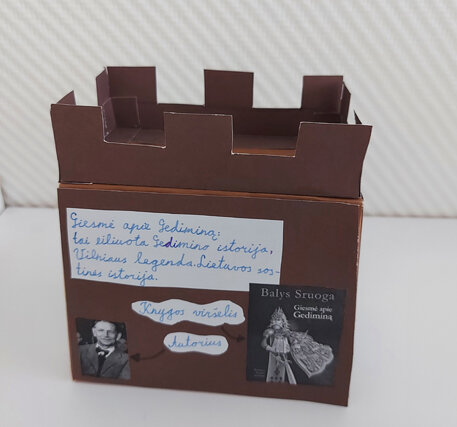 Giesmė apie Gediminą:
tai eiliuota Gedimino istorija,
Vilniaus legenda. Lietuvos sos-
tinės istorija.
Knygos viršelis
Autorius
Balys Sruoga
Giesmė apie
Gediminą